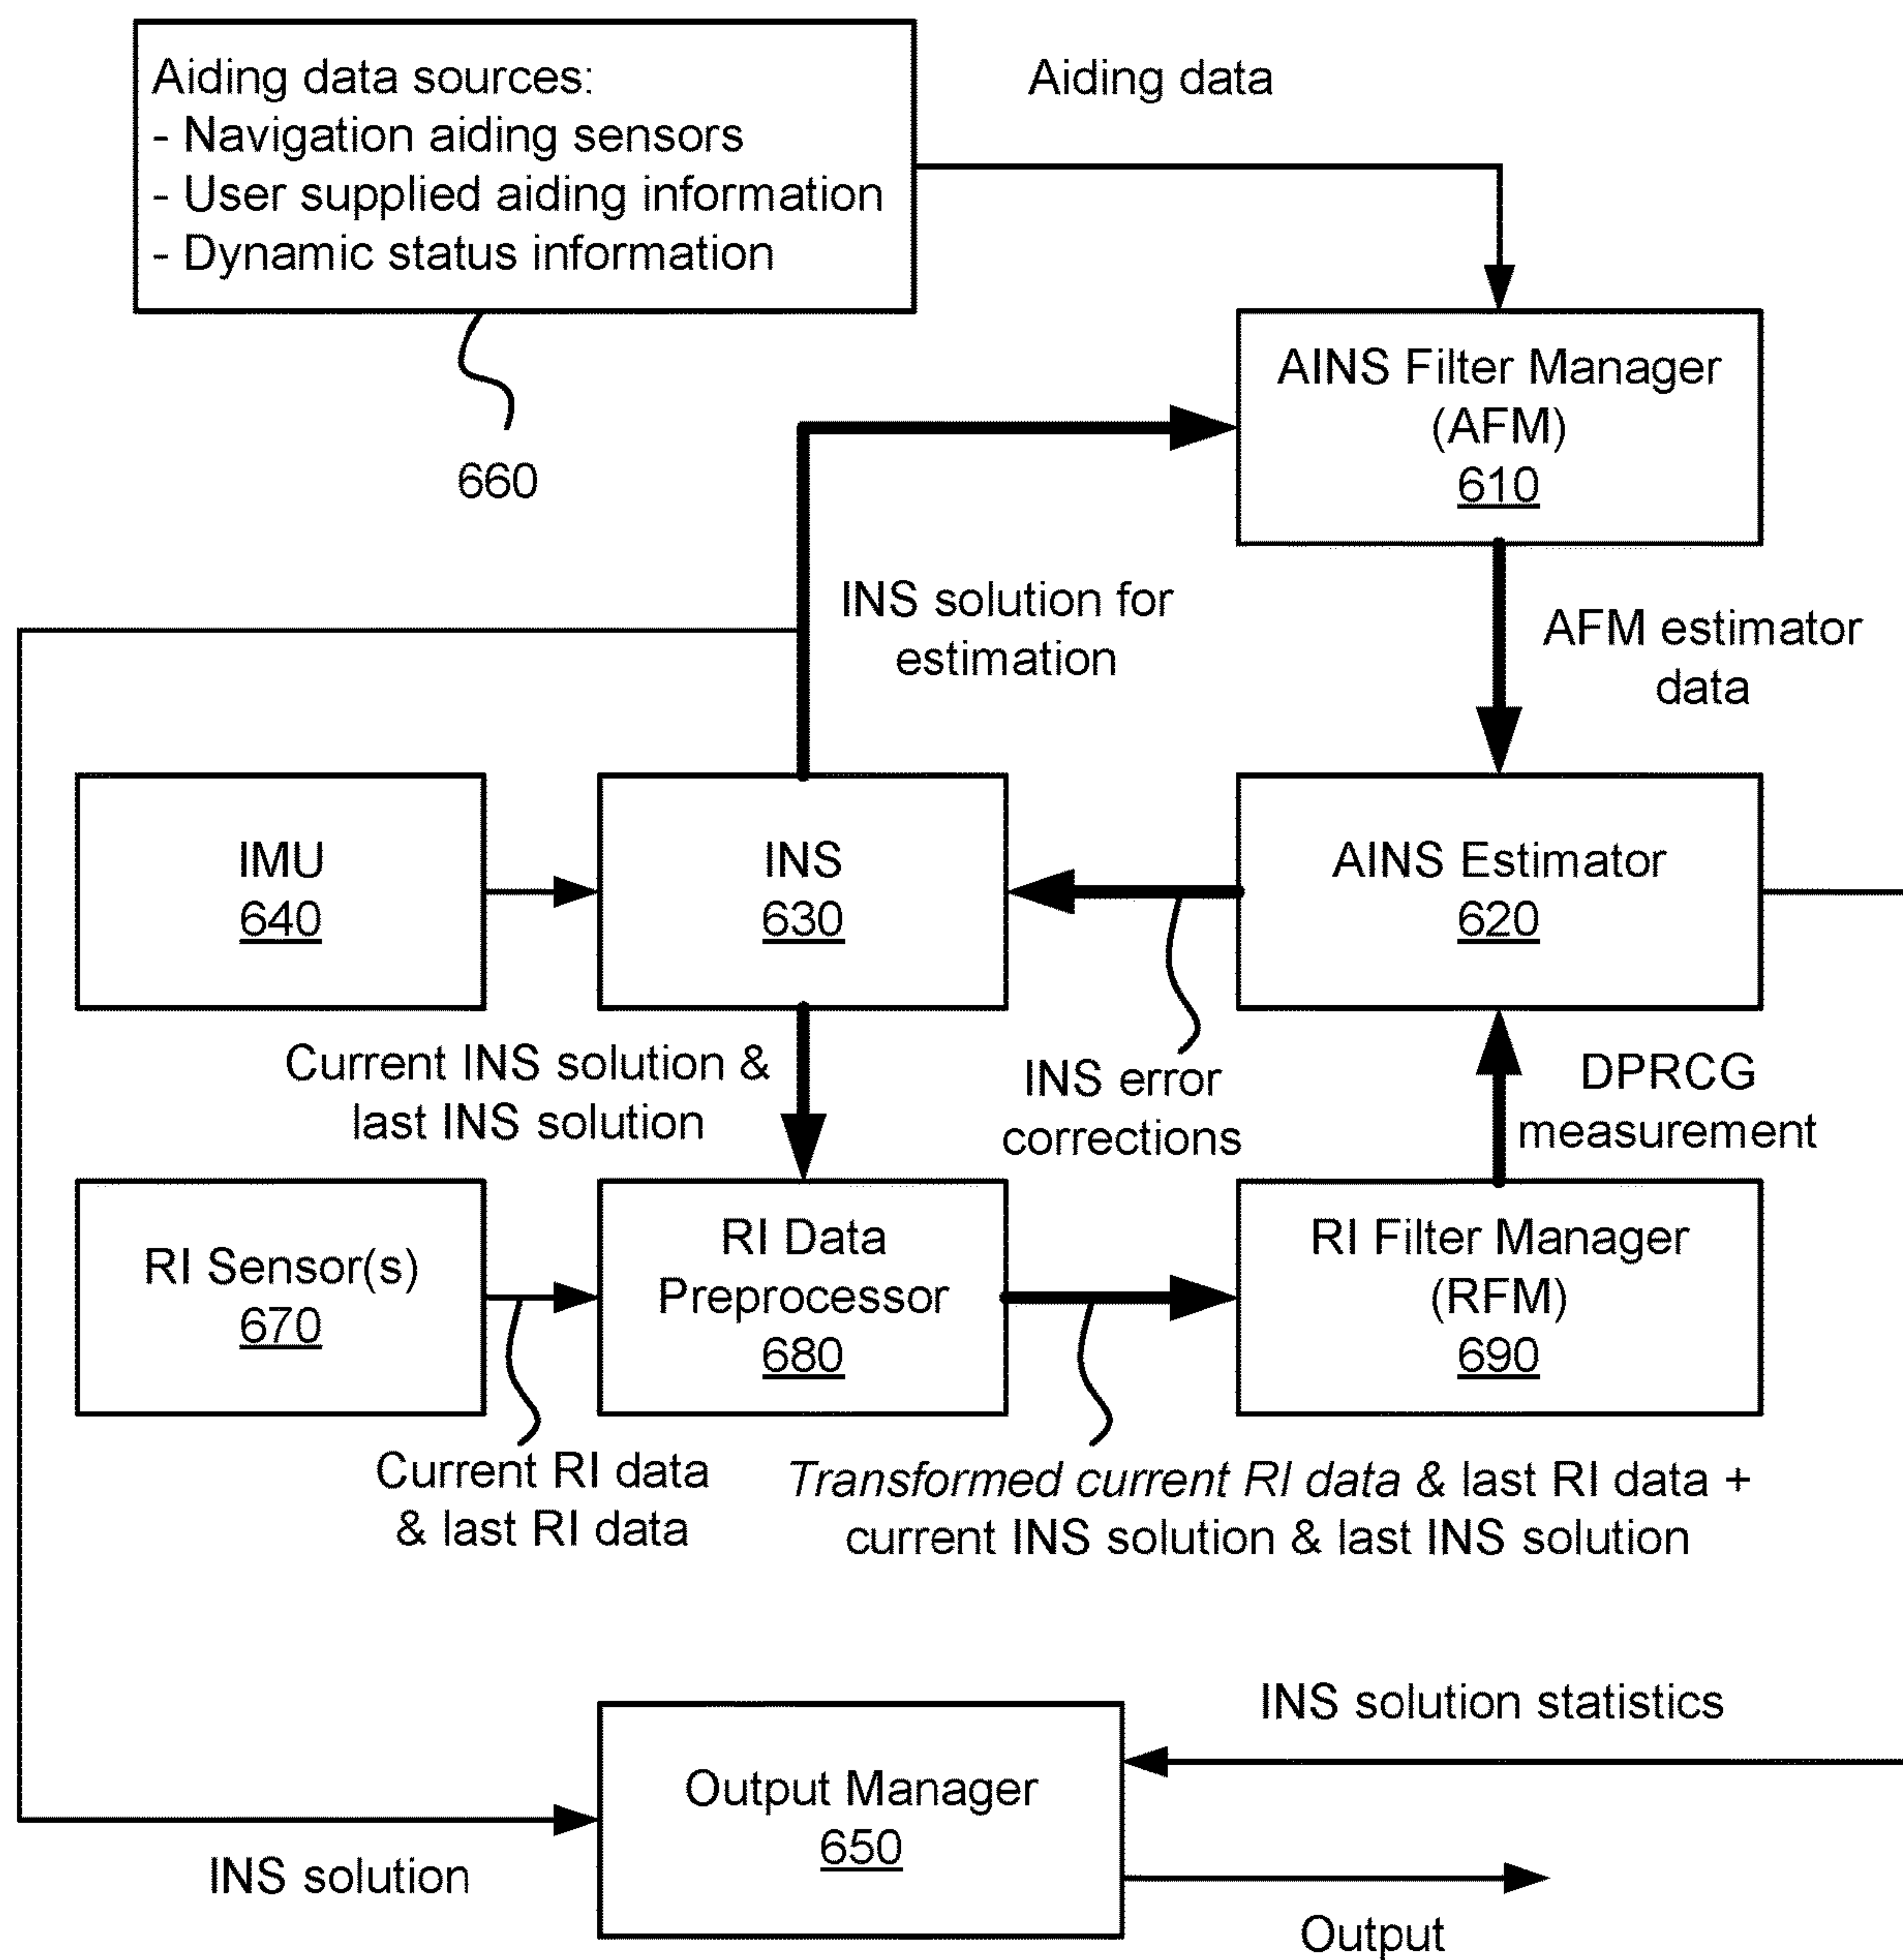 Aiding data sources:
- Navigation aiding sensors
- User supplied aiding information
- Dynamic status information
Aiding data
660
AINS Filter Manager
(AFM)
610
INS solution for
estimation
AFM estimator
data
IMU
640
INS
630
AINS Estimator
620
Current INS solution &
last INS solution
INS error
corrections
DPRCG
measurement
RI Sensor(s)
670
RI Data
Preprocessor
680
RI Filter Manager
(RFM)
690
Current RI data
& last RI data
Transformed current RI data & last RI data +
current INS solution & last INS solution
INS solution statistics
Output Manager
650
INS solution
Output